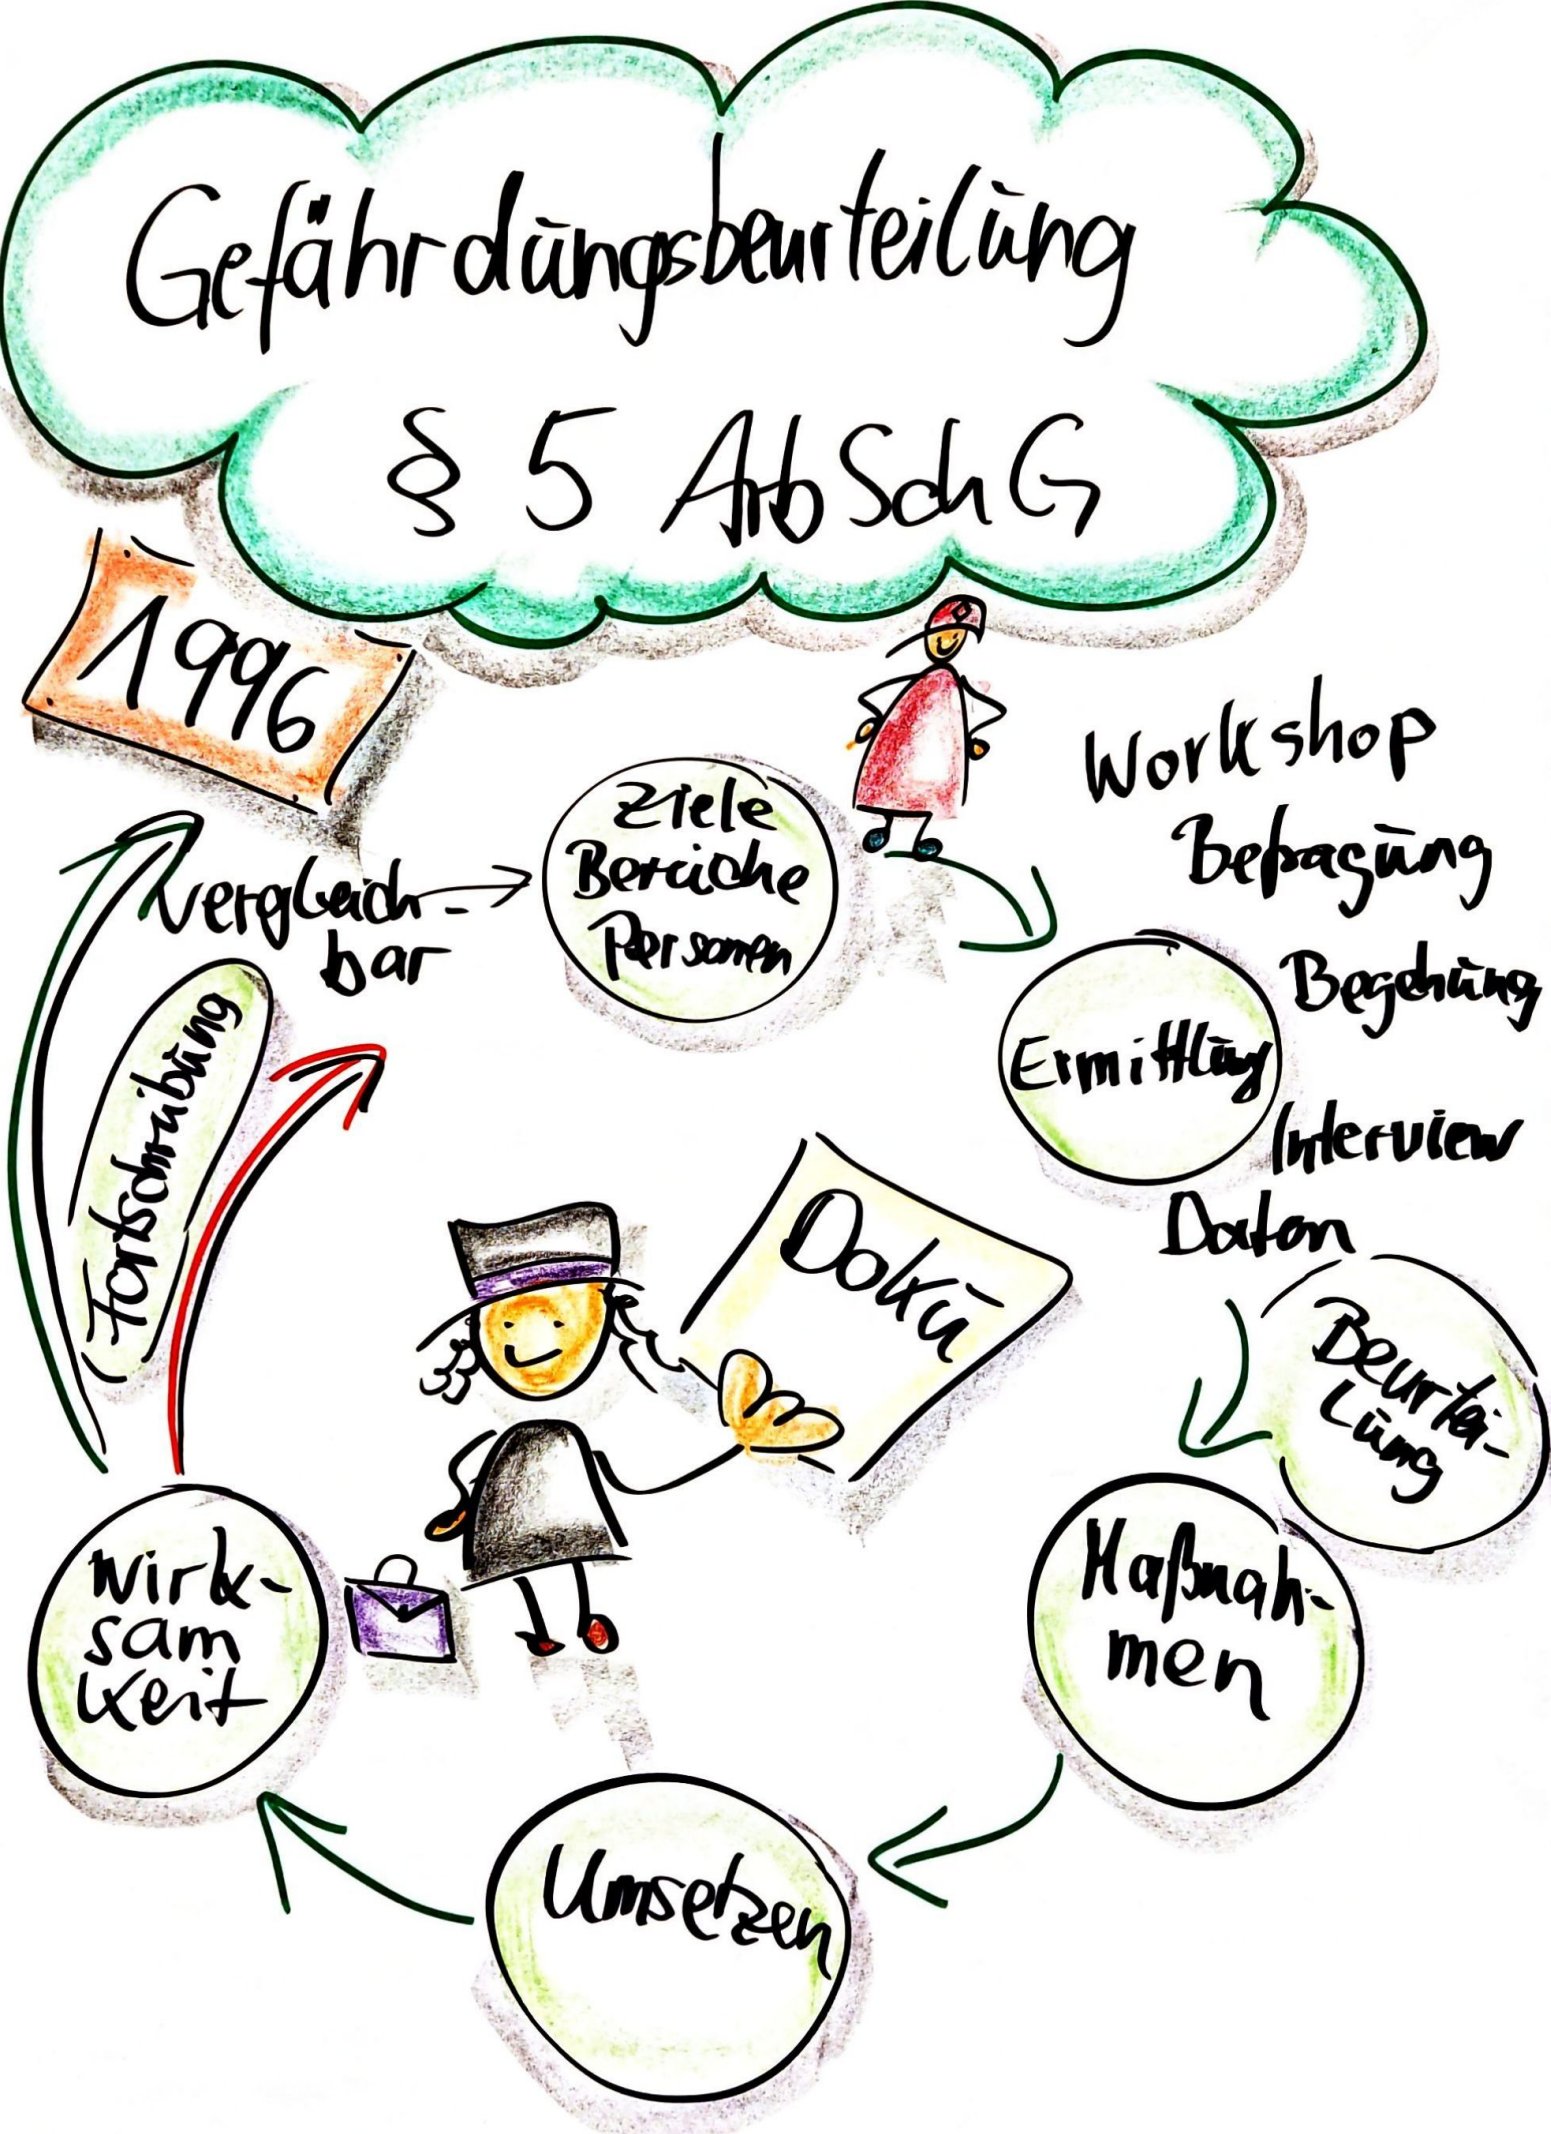 Gefährdungsbeurteilung
§ 5 ArbSchG
1996
Vergleich-
bar
Ziele
Bereiche
Personen
Workshop
Befragung
Begehung
Ermittlung
Interview
Daten
Beurtei-
lung
Maßnah-
men
Umsetzen
Wirk-
sam
keit
Fortschreibung
Doku